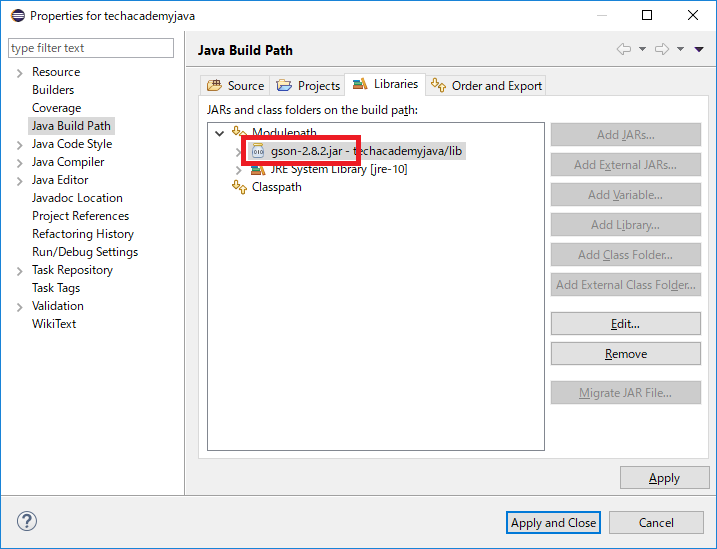 Properties for techacademyjava
type filter text
Resource
Builders
Coverage
Java Build Path
Java Code Style
Java Compiler
Java Editor
Javadoc Location
Project References
Refactoring History
Run/Debug Settings
Task Repository
Task Tags
Validation
WikiText
Java Build Path
Source Projects Libraries Order and Export
JARs and class folders on the build path:
Modulepath
gson-2.8.2.jar - techacademyjava/lib
JRE System Library [jre-10]
Classpath
Add JARs...
Add External JARs...
Add Variable...
Add Library...
Add Class Folder...
Add External Class Folder...
Edit...
Remove
Migrate JAR File...
Apply
?
Apply and Close Cancel